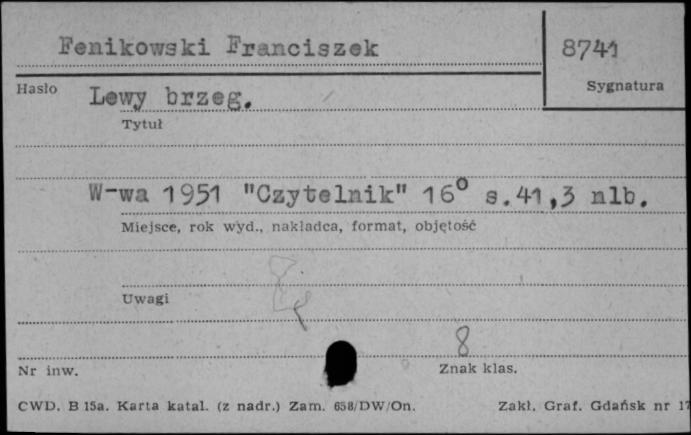 Fenikowski Franciszek
8741
Hasło
Sygnatura
Lewy brzeg.
Tytuł
W-wa 1951 "Czytelnik" 16° s.41,3 nlb.
Miejsce, rok wyd., nakładca, format, objętość
Uwagi
8
Nr inw.
Znak klas.
CWD. B 15a. Karta katal. (z nadr.) Zam. 658/DW/On.
Zakł. Graf. Gdańsk nr 17